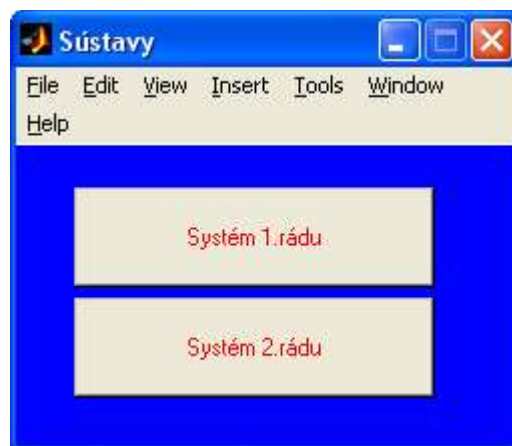 Sústavy
File Edit View Insert Tools Window
Help
Systém 1.rádu
Systém 2.rádu